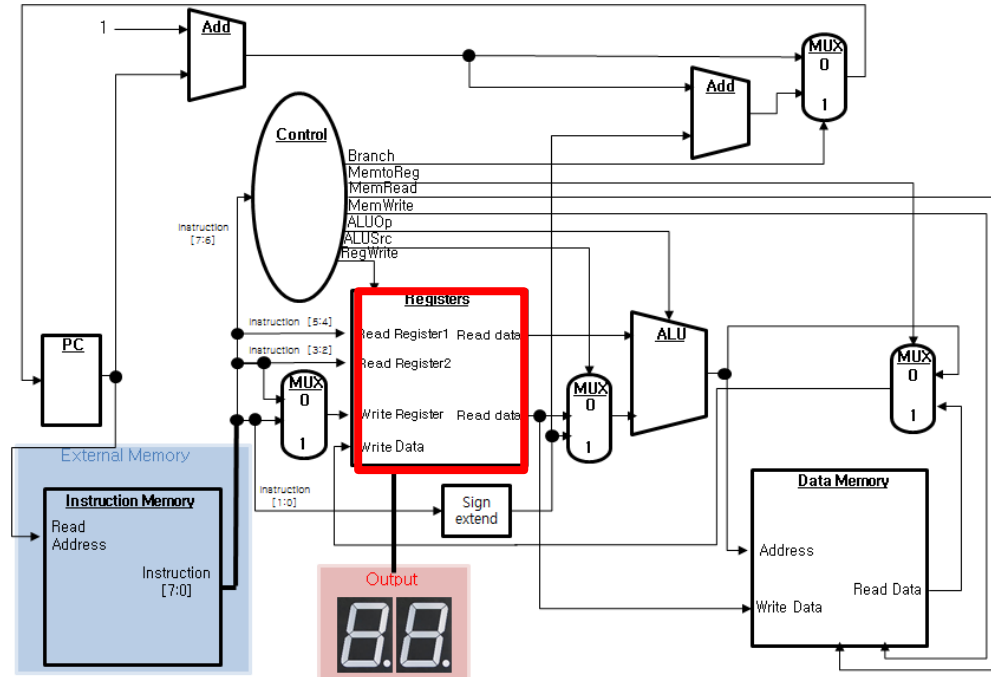 1
Add
MUX
0
1
Add
Control
Branch
MemtoReg
MemRead
MemWrite
ALUOp
ALUSrc
RegWrite
Instruction
[7:6]
Registers
Instruction [5:4]
Read Register1
Read data
Instruction [3:2]
Read Register2
MUX
0
1
Write Register
Read data
Write Data
ALU
MUX
0
1
MUX
0
1
PC
External Memory
Instruction Memory
Read
Address
Instruction
[7:0]
Instruction
[1:0]
Sign
extend
Output
88
Data Memory
Address
Read Data
Write Data